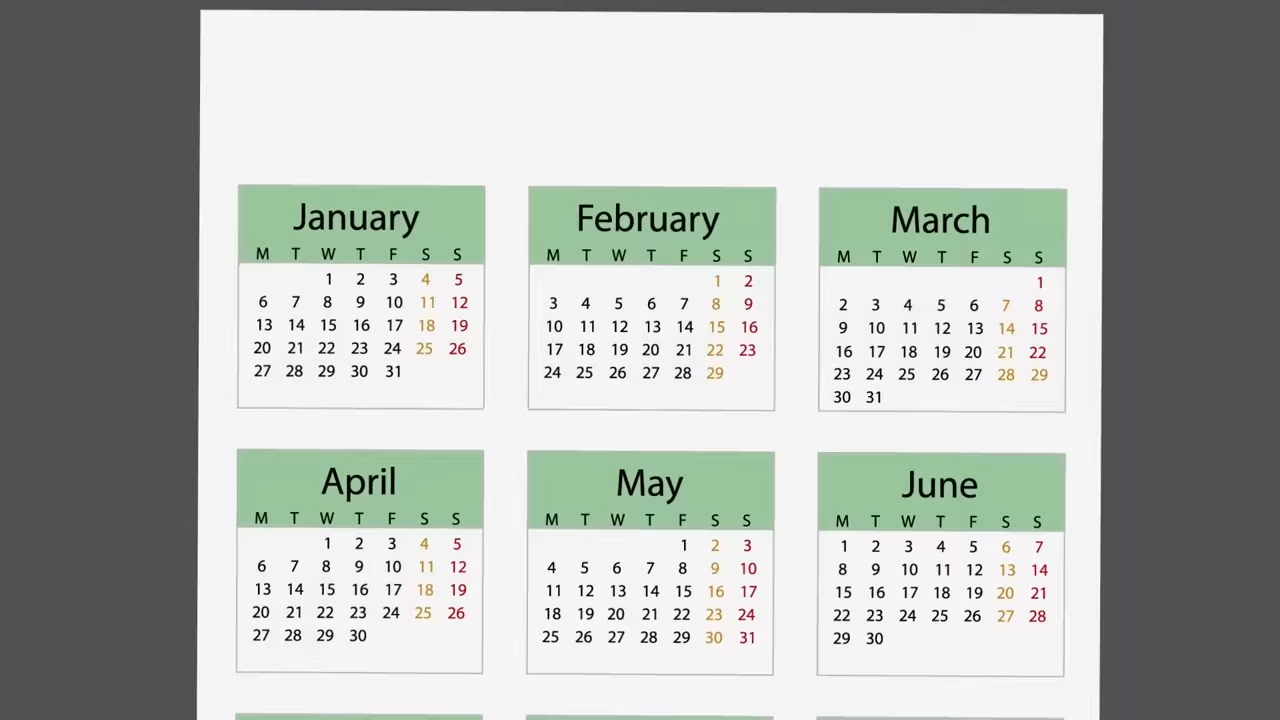 January
M T W T F S S
1 2 3 4 5
6 7 8 9 10 11 12
13 14 15 16 17 18 19
20 21 22 23 24 25 26
27 28 29 30 31
February
M T W T F S S
1 2
3 4 5 6 7 8 9
10 11 12 13 14 15 16
17 18 19 20 21 22 23
24 25 26 27 28 29
March
M T W T F S S
1
2 3 4 5 6 7 8
9 10 11 12 13 14 15
16 17 18 19 20 21 22
23 24 25 26 27 28 29
30 31
April
M T W T F S S
1 2 3 4 5
6 7 8 9 10 11 12
13 14 15 16 17 18 19
20 21 22 23 24 25 26
27 28 29 30
May
M T W T F S S
1 2 3
4 5 6 7 8 9 10
11 12 13 14 15 16 17
18 19 20 21 22 23 24
25 26 27 28 29 30 31
June
M T W T F S S
1 2 3 4 5 6 7
8 9 10 11 12 13 14
15 16 17 18 19 20 21
22 23 24 25 26 27 28
29 30